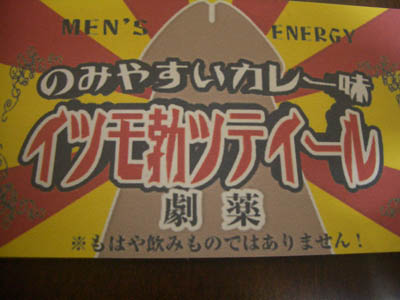 MEN'S ENERGY
のみやすいカレー味
イツモ勃ツテイール
劇薬
※もはや飲みものではありません!